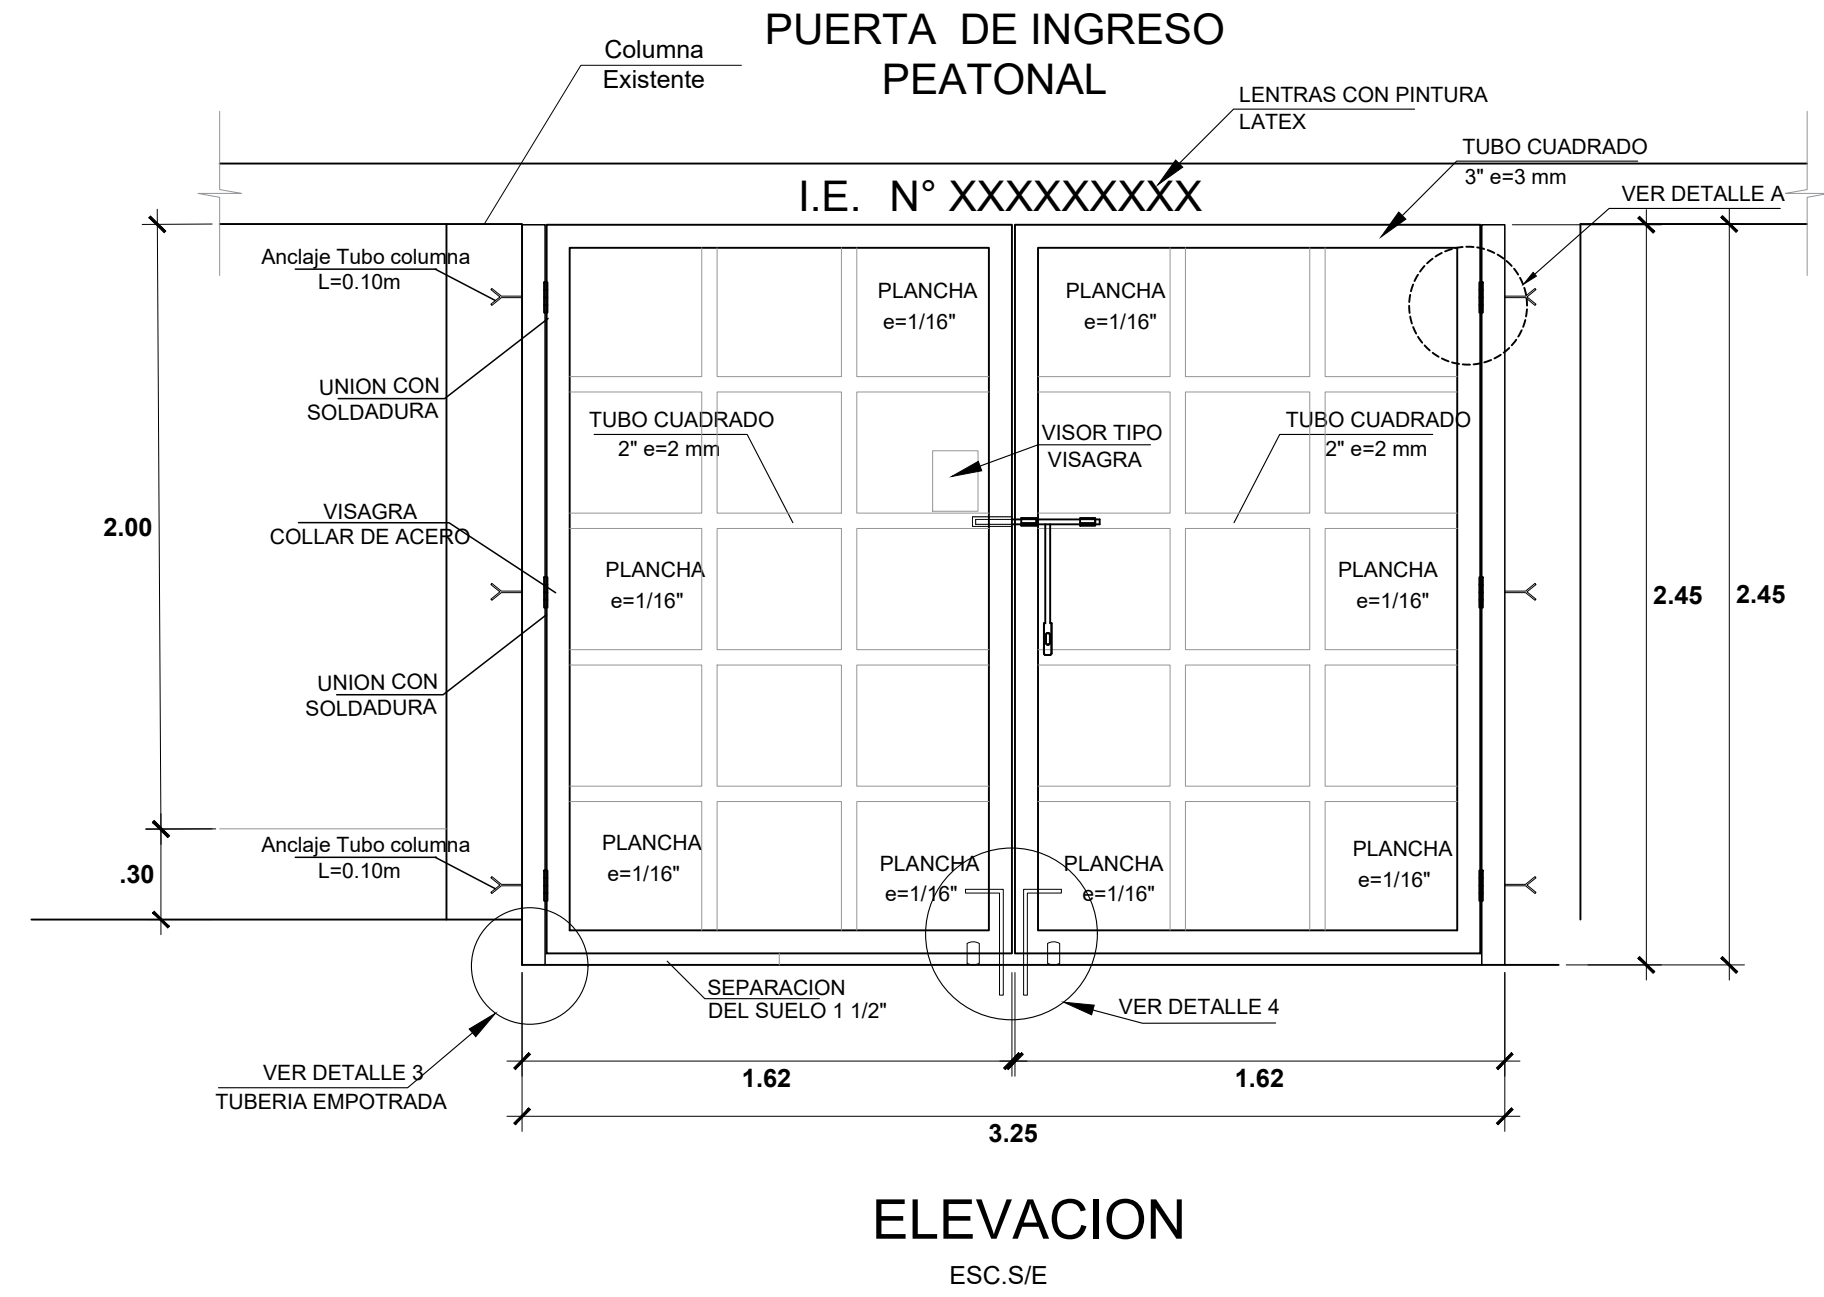 PUERTA DE INGRESO
PEATONAL
Columna
Existente
LENTRAS CON PINTURA
LATEX
TUBO CUADRADO
3" e=3 mm
VER DETALLE A
I.E. N° XXXXXXXXX
Anclaje Tubo columna
L=0.10m
PLANCHA
e=1/16"
PLANCHA
e=1/16"
UNION CON
SOLDADURA
TUBO CUADRADO
2" e=2 mm
VISOR TIPO
VISAGRA
TUBO CUADRADO
2" e=2 mm
2.00
VISAGRA
COLLAR DE ACERO
PLANCHA
e=1/16"
PLANCHA
e=1/16"
2.45
2.45
UNION CON
SOLDADURA
Anclaje Tubo columna
L=0.10m
.30
PLANCHA
e=1/16"
PLANCHA
e=1/16"
PLANCHA
e=1/16"
PLANCHA
e=1/16"
SEPARACION
DEL SUELO 1 1/2"
VER DETALLE 4
VER DETALLE 3
TUBERIA EMPOTRADA
1.62
1.62
3.25
ELEVACION
ESC.S/E